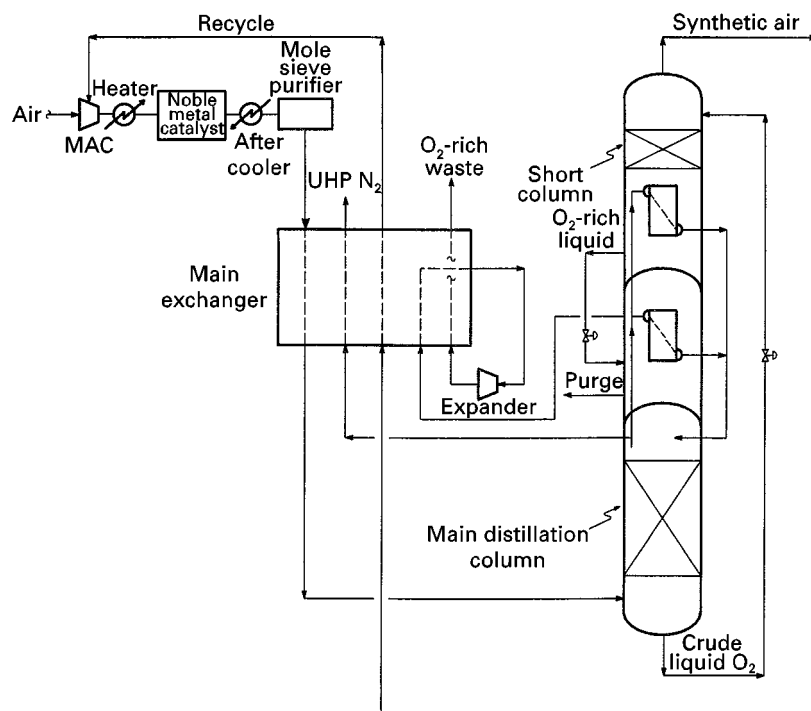 Recycle
Synthetic air
Mole
sieve
purifier
Heater
Noble
metal
catalyst
Air
MAC
After
cooler
O₂-rich
waste
UHP N₂
Short
column
O₂-rich
liquid
Main
exchanger
Purge
Expander
Main distillation
column
Crude
liquid O₂